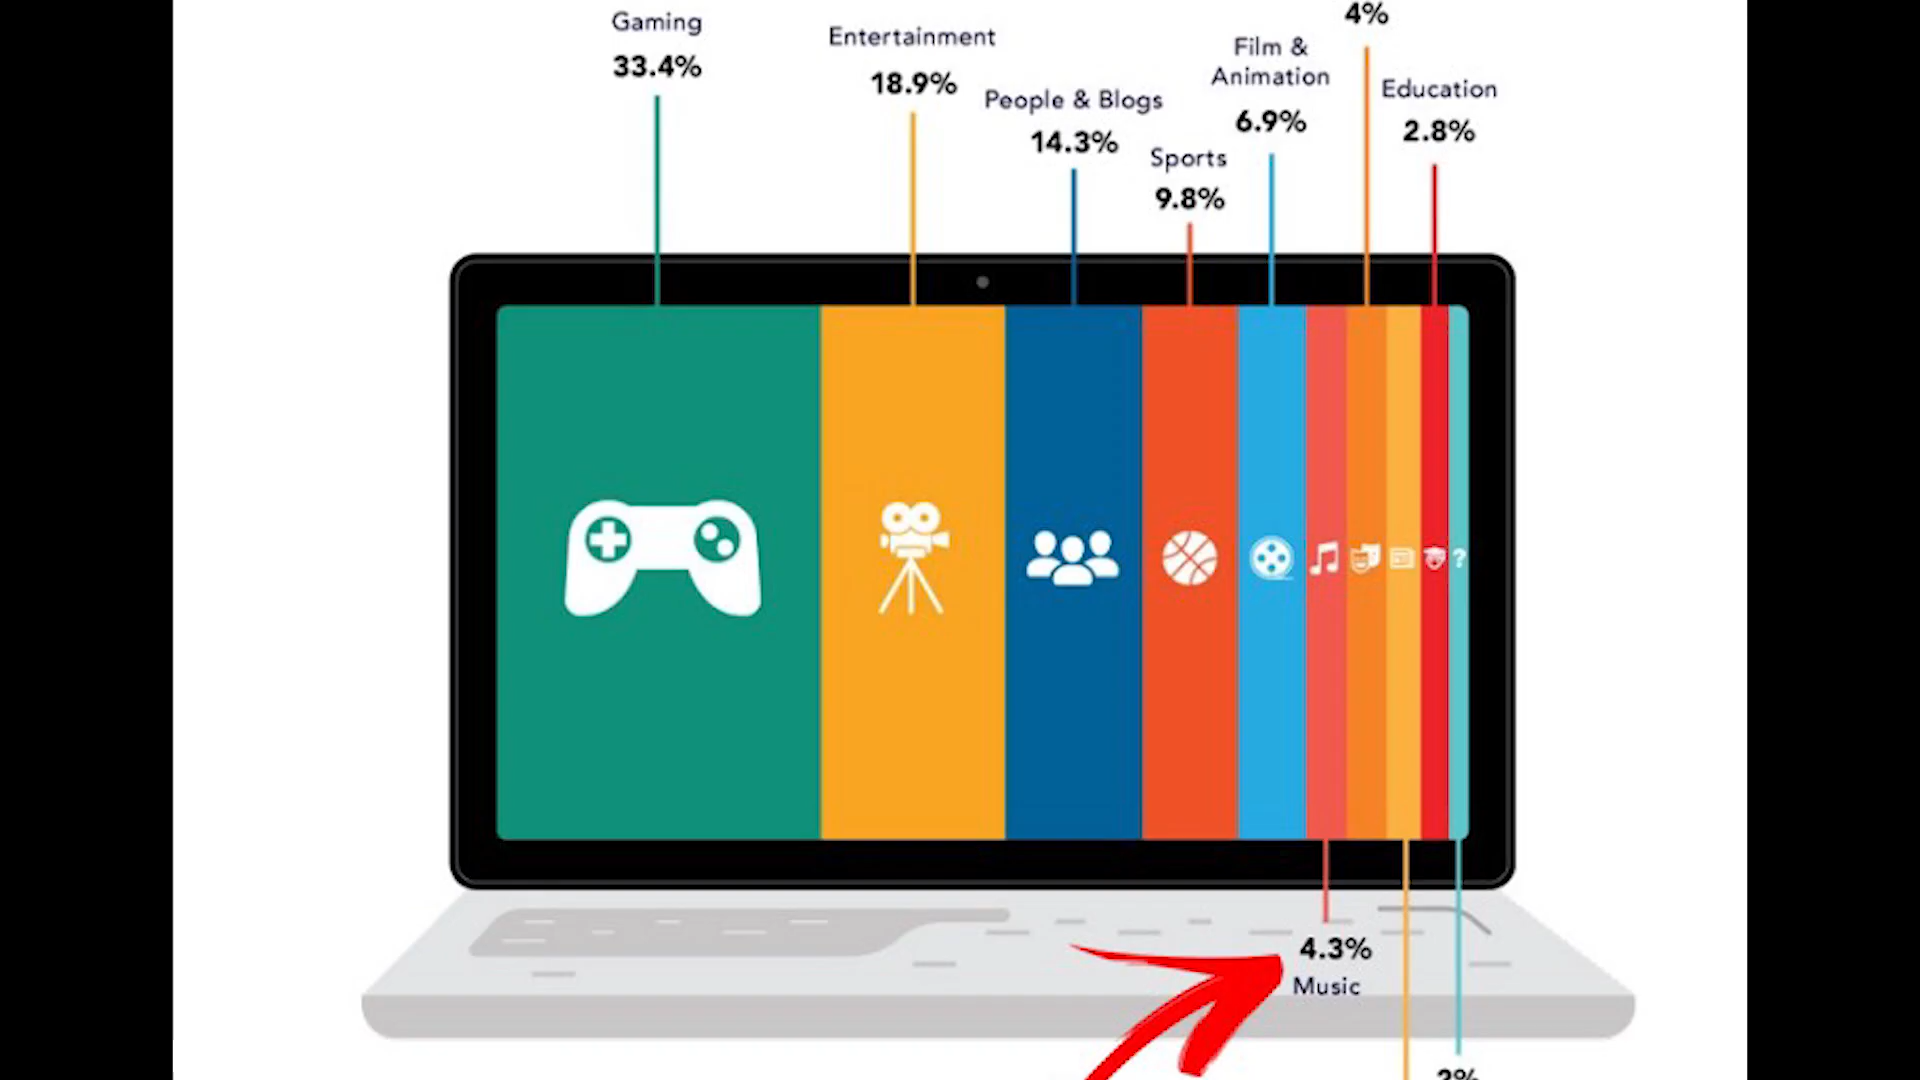 Gaming
33.4%
Entertainment
18.9%
People & Blogs
14.3%
Sports
9.8%
Film &
Animation
6.9%
4%
Education
2.8%
?
4.3%
Music